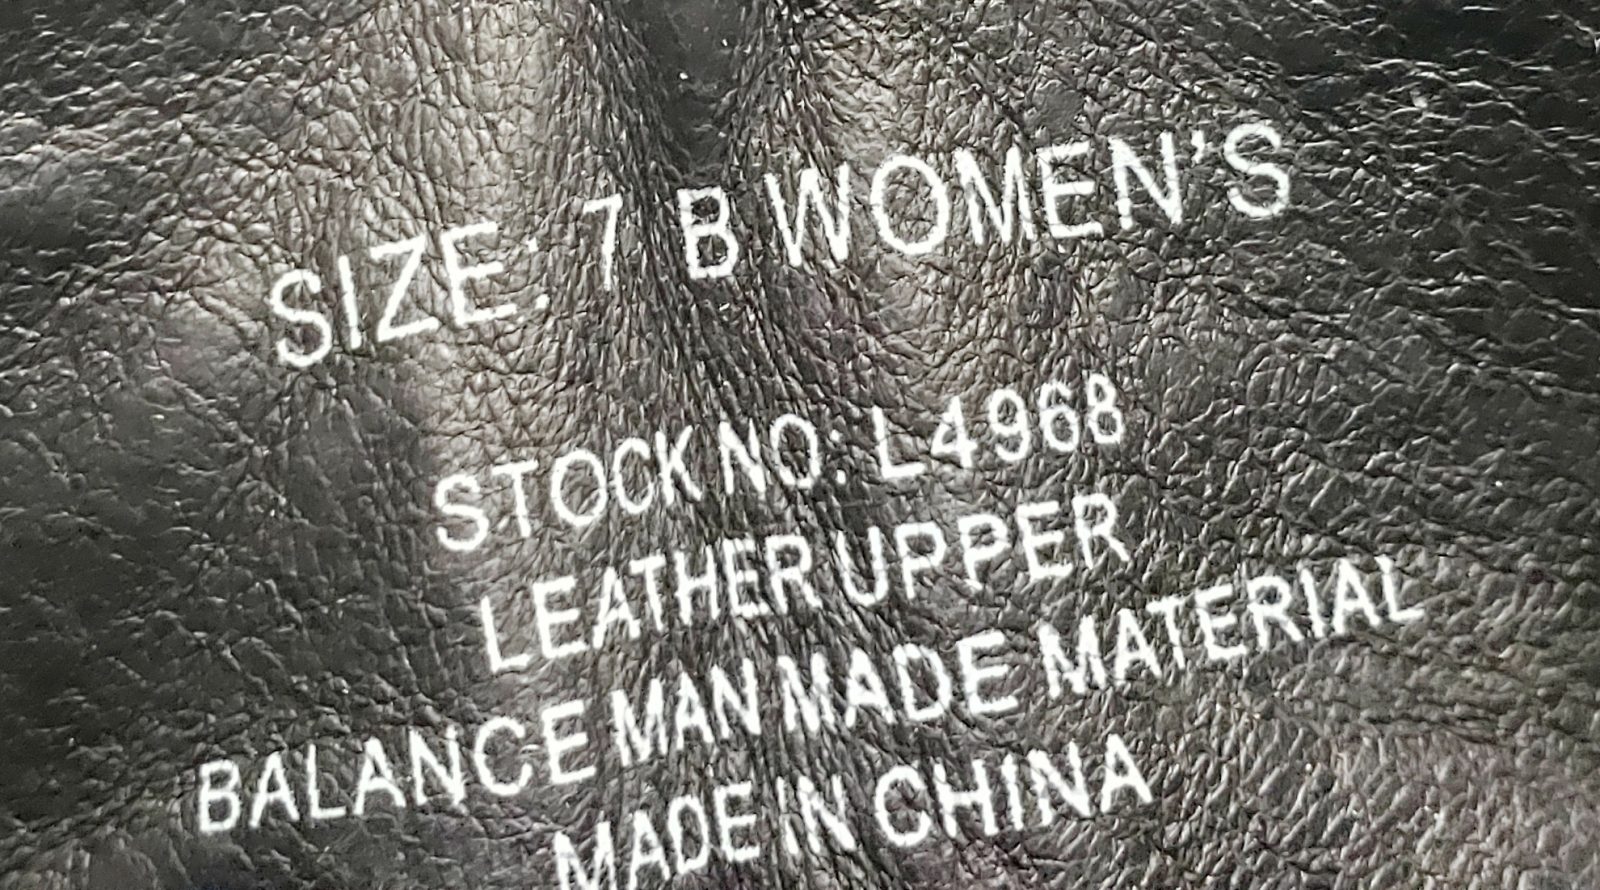 SIZE: 7 B WOMEN'S
STOCK NO: L4968
LEATHER UPPER
BALANCE MAN MADE MATERIAL
MADE IN CHINA